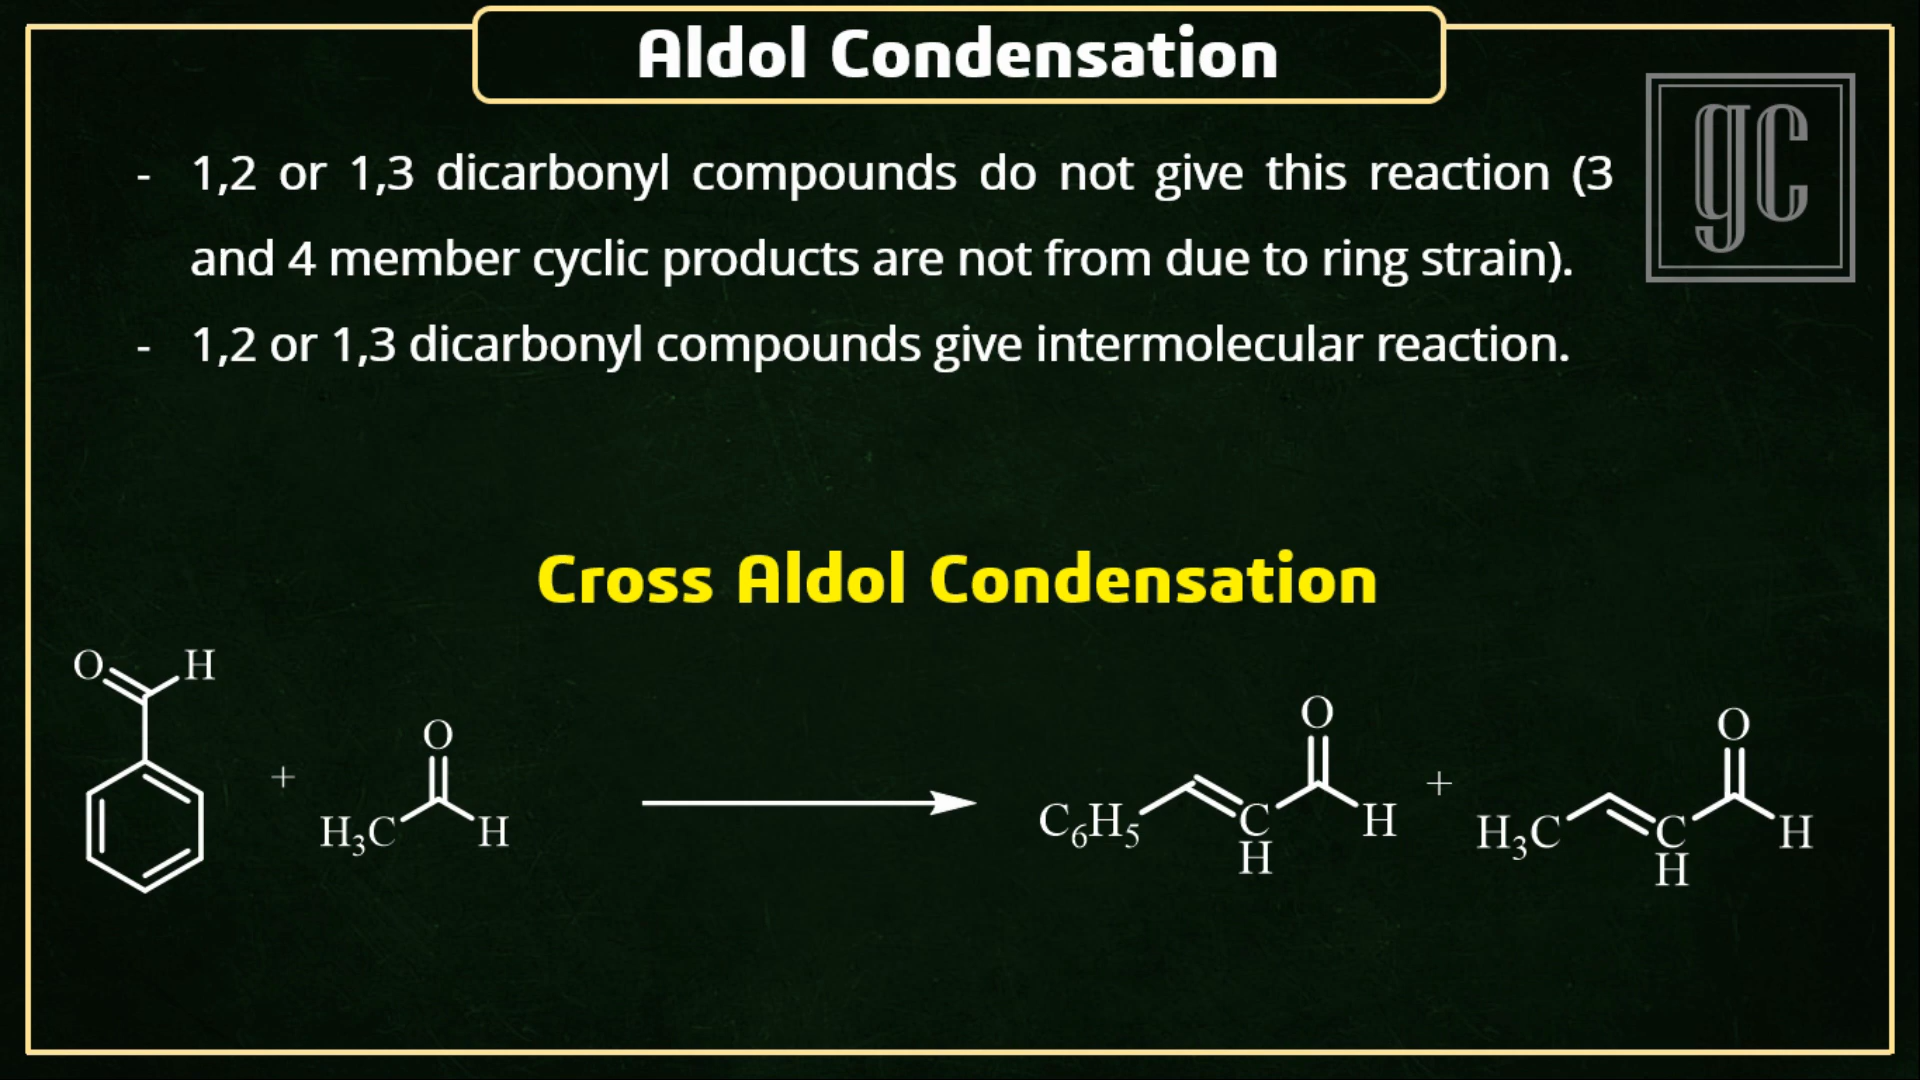 Aldol Condensation
gc
- 1,2 or 1,3 dicarbonyl compounds do not give this reaction (3
and 4 member cyclic products are not from due to ring strain).
- 1,2 or 1,3 dicarbonyl compounds give intermolecular reaction.
Cross Aldol Condensation
O H
+
O
H₃C H
O
C₆H₅ C H
H
+
O
H₃C C H
H